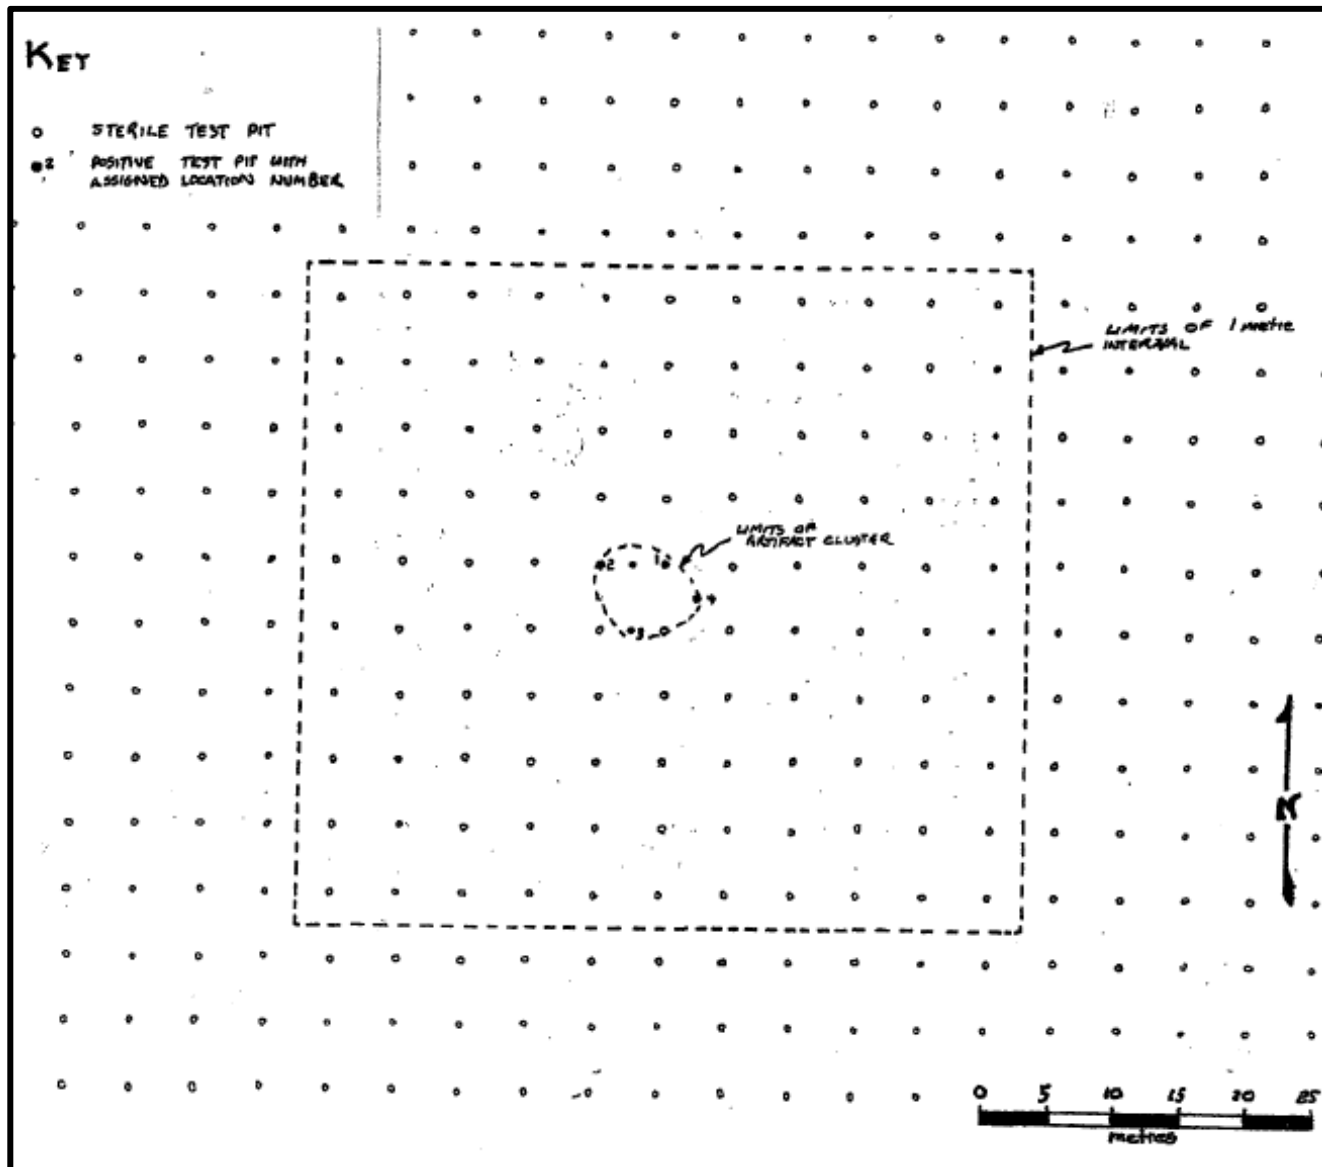 KEY
STERILE TEST PIT
2 POSITIVE TEST PIT WITH
ASSIGNED LOCATION NUMBER
LIMITS OF 1 metre
INTERVAL
LIMITS OF
ARTIFACT CLUSTER
2
1
4
3
N
0 5 10 15 20 25
metres